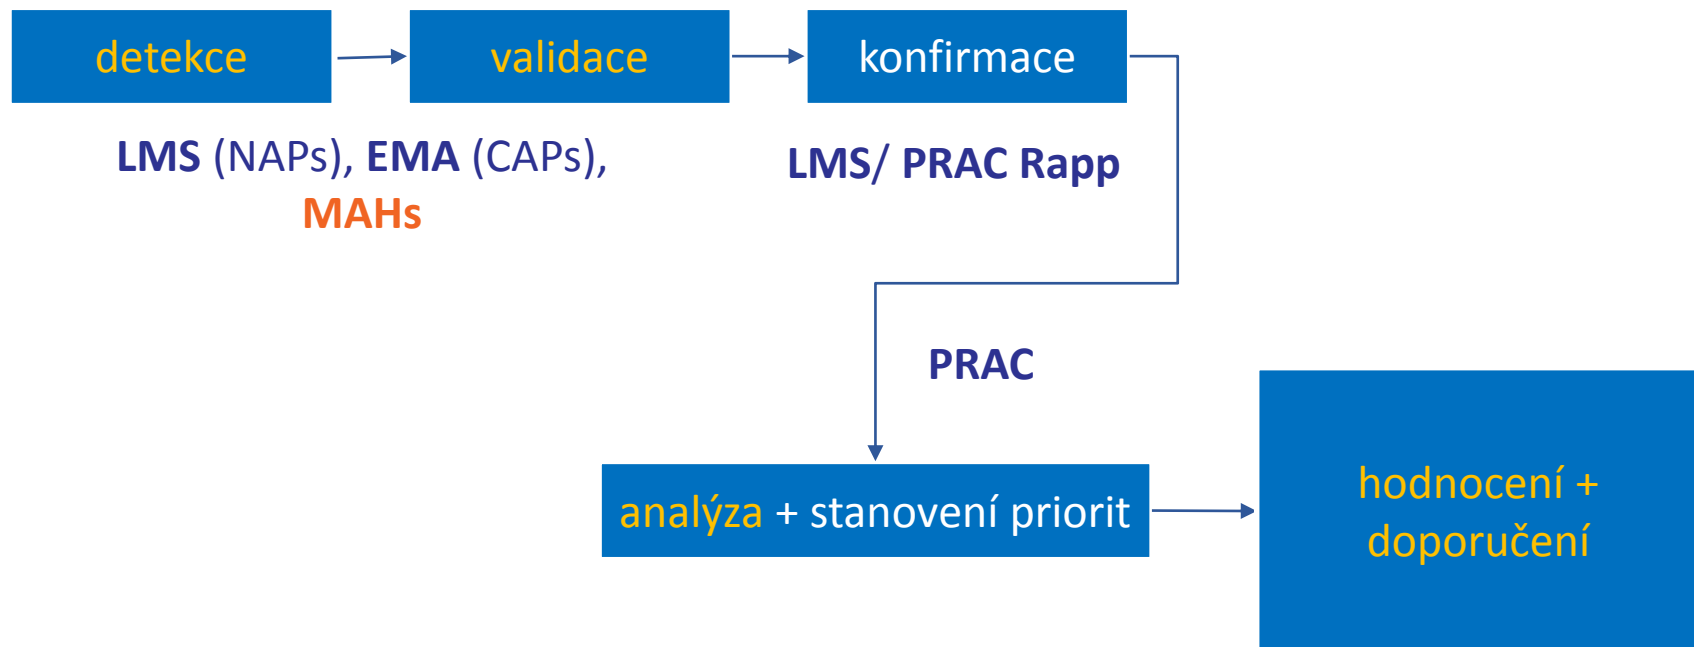 detekce
validace
konfirmace
LMS (NAPs), EMA (CAPs),
MAHs
LMS/ PRAC Rapp
PRAC
analýza + stanovení priorit
hodnocení +
doporučení